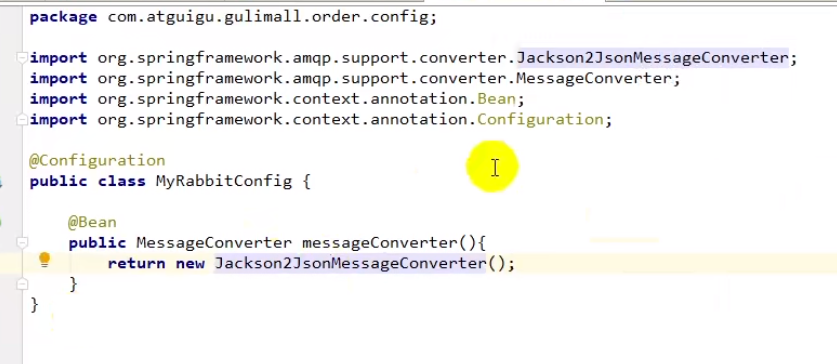 package com.atguigu.gulimall.order.config;
import org.springframework.amqp.support.converter.Jackson2JsonMessageConverter;
import org.springframework.amqp.support.converter.MessageConverter;
import org.springframework.context.annotation.Bean;
import org.springframework.context.annotation.Configuration;
@Configuration
public class MyRabbitConfig {
@Bean
public MessageConverter messageConverter(){
return new Jackson2JsonMessageConverter();
}
}